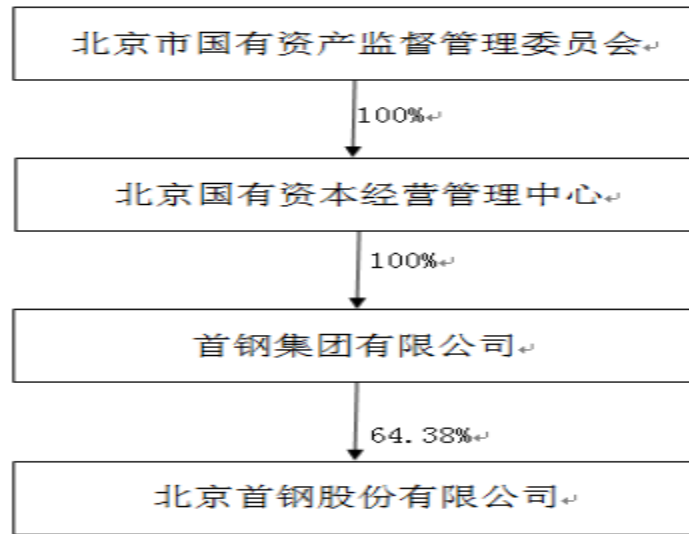 北京市国有资产监督管理委员会
100%
北京国有资本经营管理中心
100%
首钢集团有限公司
64.38%
北京首钢股份有限公司